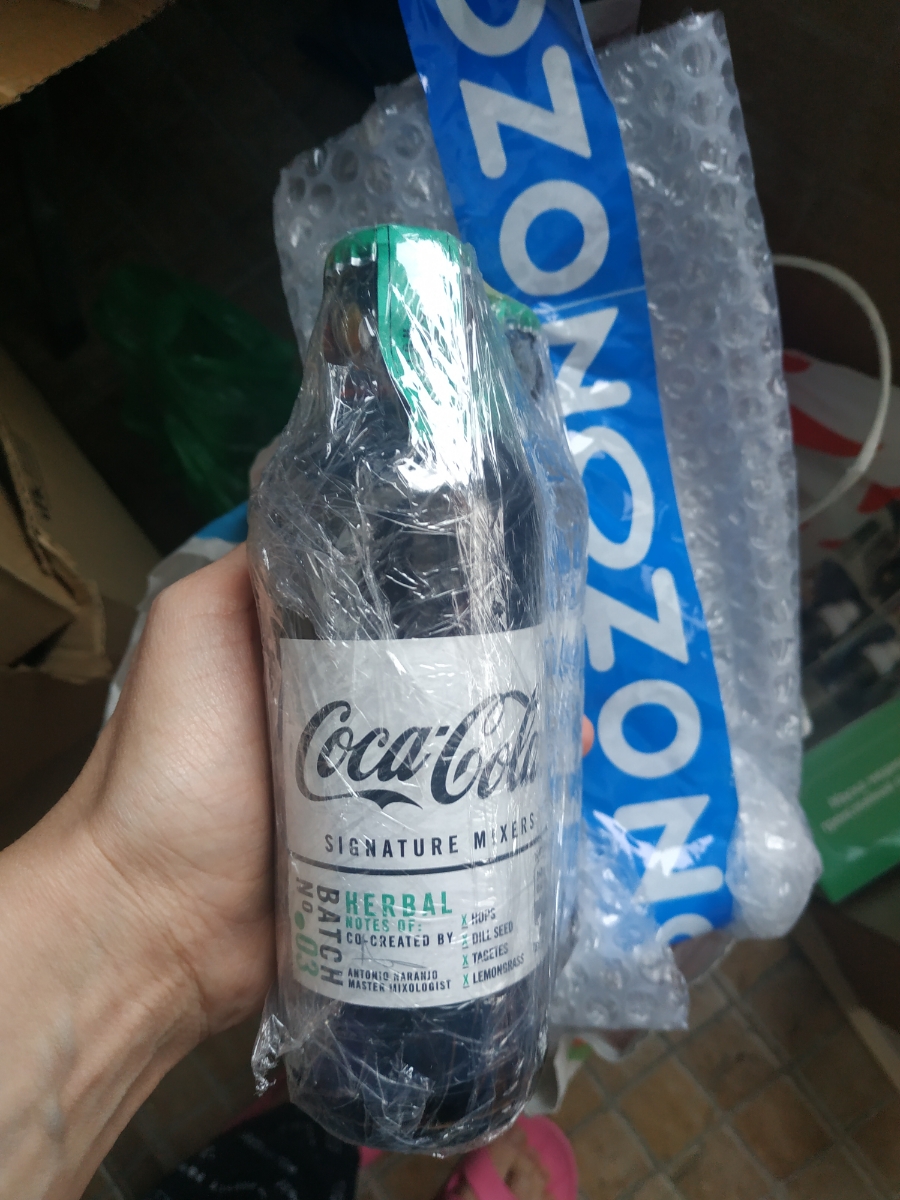 OZON
OZON
OZON
Coca-Cola
SIGNATURE MIXERS
BATCH
No.03
HERBAL
NOTES OF:
CO-CREATED BY
ANTONIO NARANJO
MASTER MIXOLOGIST
X HOPS
X DILL SEED
X TAGETES
X LEMONGRASS